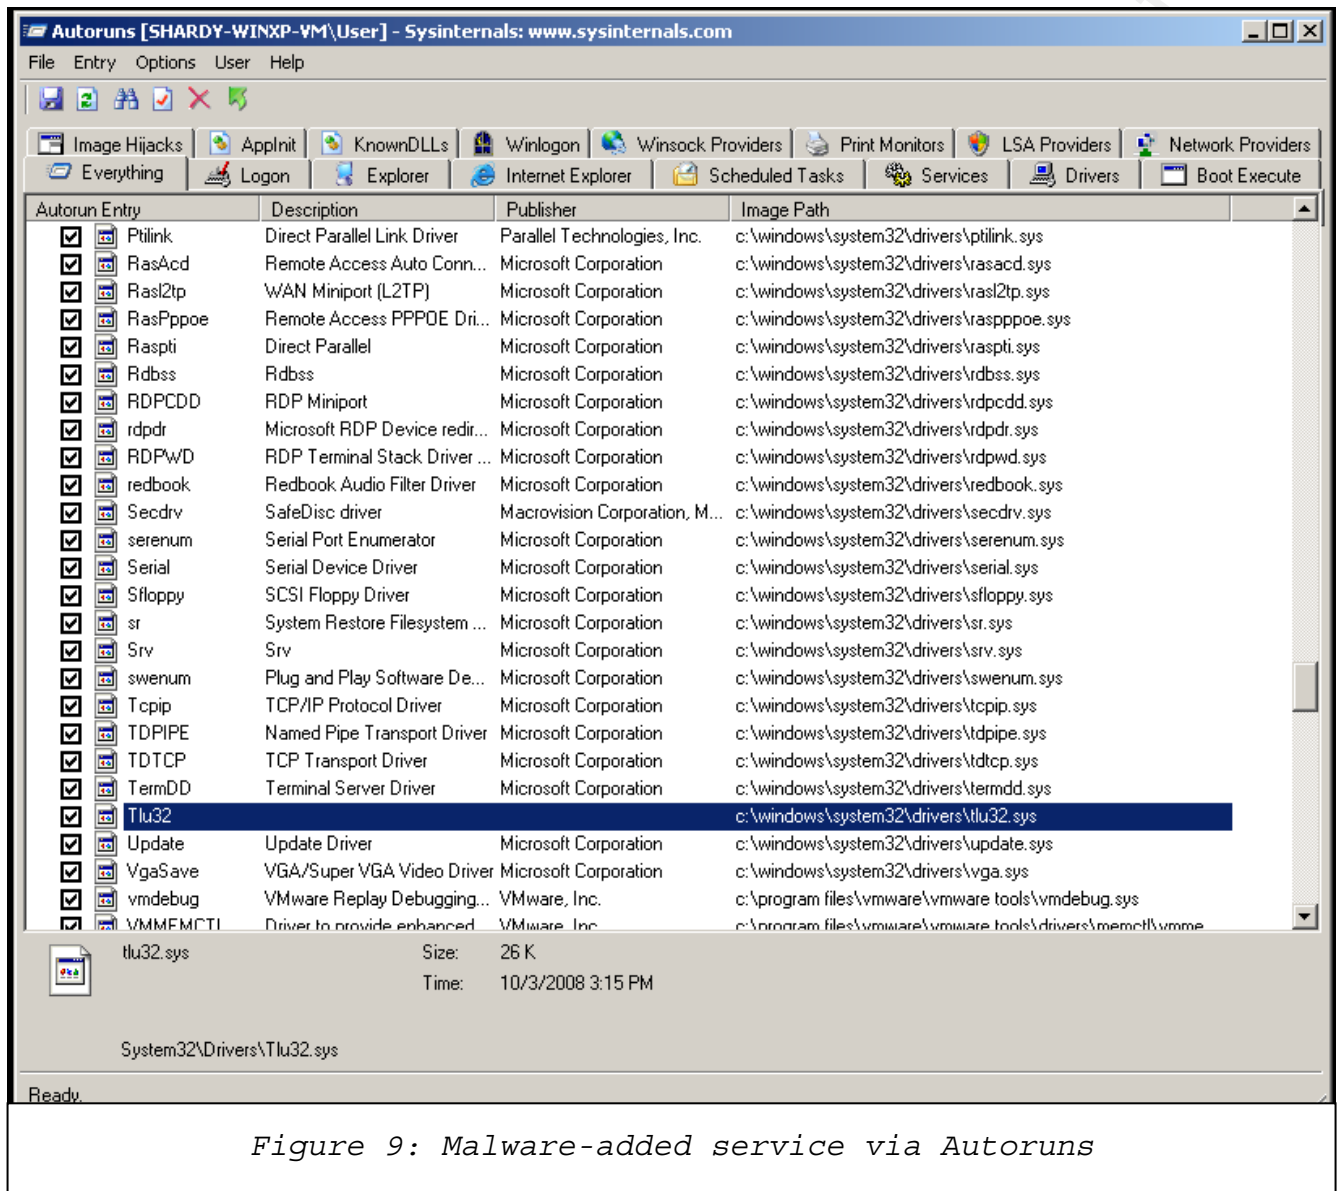 Autoruns [SHARDY-WINXP-VM\User] - Sysinternals: www.sysinternals.com
File Entry Options User Help
Image Hijacks AppInit KnownDLLs Winlogon Winsock Providers Print Monitors LSA Providers Network Providers
Everything Logon Explorer Internet Explorer Scheduled Tasks Services Drivers Boot Execute
Autorun Entry Description Publisher Image Path
Ptilink Direct Parallel Link Driver Parallel Technologies, Inc. c:\windows\system32\drivers\ptilink.sys
RasAcd Remote Access Auto Conn... Microsoft Corporation c:\windows\system32\drivers\rasacd.sys
Rasl2tp WAN Miniport (L2TP) Microsoft Corporation c:\windows\system32\drivers\rasl2tp.sys
RasPppoe Remote Access PPPOE Dri... Microsoft Corporation c:\windows\system32\drivers\raspppoe.sys
Raspti Direct Parallel Microsoft Corporation c:\windows\system32\drivers\raspti.sys
Rdbss Rdbss Microsoft Corporation c:\windows\system32\drivers\rdbss.sys
RDPCDD RDP Miniport Microsoft Corporation c:\windows\system32\drivers\rdpcdd.sys
rdpdr Microsoft RDP Device redir... Microsoft Corporation c:\windows\system32\drivers\rdpdr.sys
RDPWD RDP Terminal Stack Driver ... Microsoft Corporation c:\windows\system32\drivers\rdpwd.sys
redbook Redbook Audio Filter Driver Microsoft Corporation c:\windows\system32\drivers\redbook.sys
Secdrv SafeDisc driver Macrovision Corporation, M... c:\windows\system32\drivers\secdrv.sys
serenum Serial Port Enumerator Microsoft Corporation c:\windows\system32\drivers\serenum.sys
Serial Serial Device Driver Microsoft Corporation c:\windows\system32\drivers\serial.sys
Sfloppy SCSI Floppy Driver Microsoft Corporation c:\windows\system32\drivers\sfloppy.sys
sr System Restore Filesystem ... Microsoft Corporation c:\windows\system32\drivers\sr.sys
Srv Srv Microsoft Corporation c:\windows\system32\drivers\srv.sys
swenum Plug and Play Software De... Microsoft Corporation c:\windows\system32\drivers\swenum.sys
Tcpip TCP/IP Protocol Driver Microsoft Corporation c:\windows\system32\drivers\tcpip.sys
TDPIPE Named Pipe Transport Driver Microsoft Corporation c:\windows\system32\drivers\tdpipe.sys
TDTCP TCP Transport Driver Microsoft Corporation c:\windows\system32\drivers\tdtcp.sys
TermDD Terminal Server Driver Microsoft Corporation c:\windows\system32\drivers\termdd.sys
Tlu32 c:\windows\system32\drivers\tlu32.sys
Update Update Driver Microsoft Corporation c:\windows\system32\drivers\update.sys
VgaSave VGA/Super VGA Video Driver Microsoft Corporation c:\windows\system32\drivers\vga.sys
vmdebug VMware Replay Debugging... VMware, Inc. c:\program files\vmware\vmware tools\vmdebug.sys
VMMEMCTL Driver to provide enhanced VMware, Inc. c:\program files\vmware\vmware tools\drivers\memctl\vmme
tlu32.sys Size: 26 K
Time: 10/3/2008 3:15 PM
System32\Drivers\Tlu32.sys
Ready.
Figure 9: Malware-added service via Autoruns